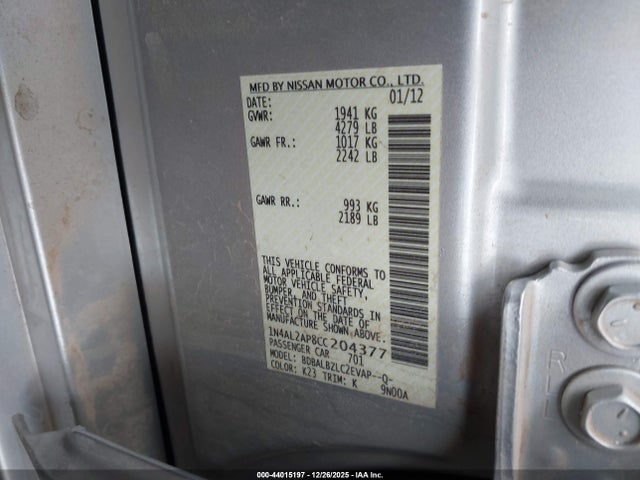 MFD BY NISSAN MOTOR CO., LTD.
DATE: 01/12
GVWR: 1941 KG
4279 LB
GAWR FR.: 1017 KG
2242 LB
GAWR RR.: 993 KG
2189 LB
THIS VEHICLE CONFORMS TO
ALL APPLICABLE FEDERAL
MOTOR VEHICLE SAFETY,
BUMPER, AND THEFT
PREVENTION STANDARDS IN
EFFECT ON THE DATE OF
MANUFACTURE SHOWN ABOVE.
1N4AL2AP8CC204377
PASSENGER CAR 701
MODEL: BDBALBZLC2EVAP--Q-
COLOR: K23 TRIM: K 9N00A
000-44015197 - 12/26/2025 - IAA Inc.